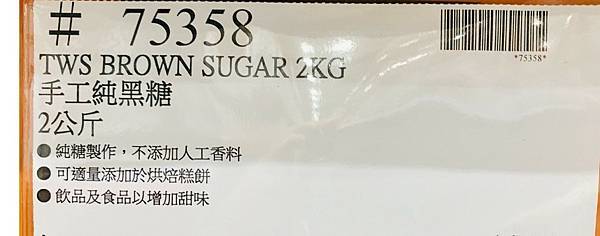 # 75358
*75358*
TWS BROWN SUGAR 2KG
手工純黑糖
2公斤
● 純糖製作，不添加人工香料
● 可適量添加於烘焙糕餅
● 飲品及食品以增加甜味